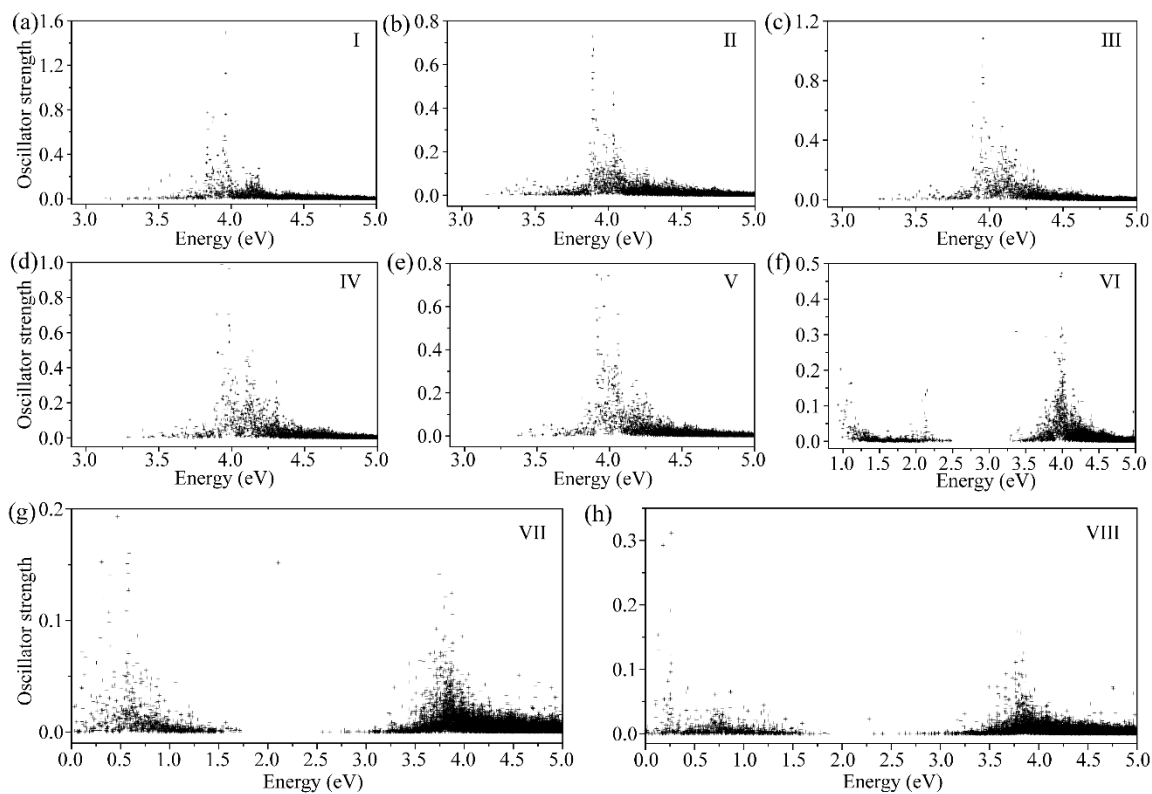 (a) I
Oscillator strength
1.6
1.2
0.8
0.4
0.0
3.0 3.5 4.0 4.5 5.0
Energy (eV)
(b) II
0.8
0.6
0.4
0.2
0.0
3.0 3.5 4.0 4.5 5.0
Energy (eV)
(c) III
1.2
0.8
0.4
0.0
3.0 3.5 4.0 4.5 5.0
Energy (eV)
(d) IV
Oscillator strength
1.0
0.8
0.6
0.4
0.2
0.0
3.0 3.5 4.0 4.5 5.0
Energy (eV)
(e) V
0.8
0.6
0.4
0.2
0.0
3.0 3.5 4.0 4.5 5.0
Energy (eV)
(f) VI
0.5
0.4
0.3
0.2
0.1
0.0
1.0 1.5 2.0 2.5 3.0 3.5 4.0 4.5 5.0
Energy (eV)
(g) VII
Oscillator strength
0.2
0.1
0.0
0.0 0.5 1.0 1.5 2.0 2.5 3.0 3.5 4.0 4.5 5.0
Energy (eV)
(h) VIII
0.3
0.2
0.1
0.0
0.0 0.5 1.0 1.5 2.0 2.5 3.0 3.5 4.0 4.5 5.0
Energy (eV)